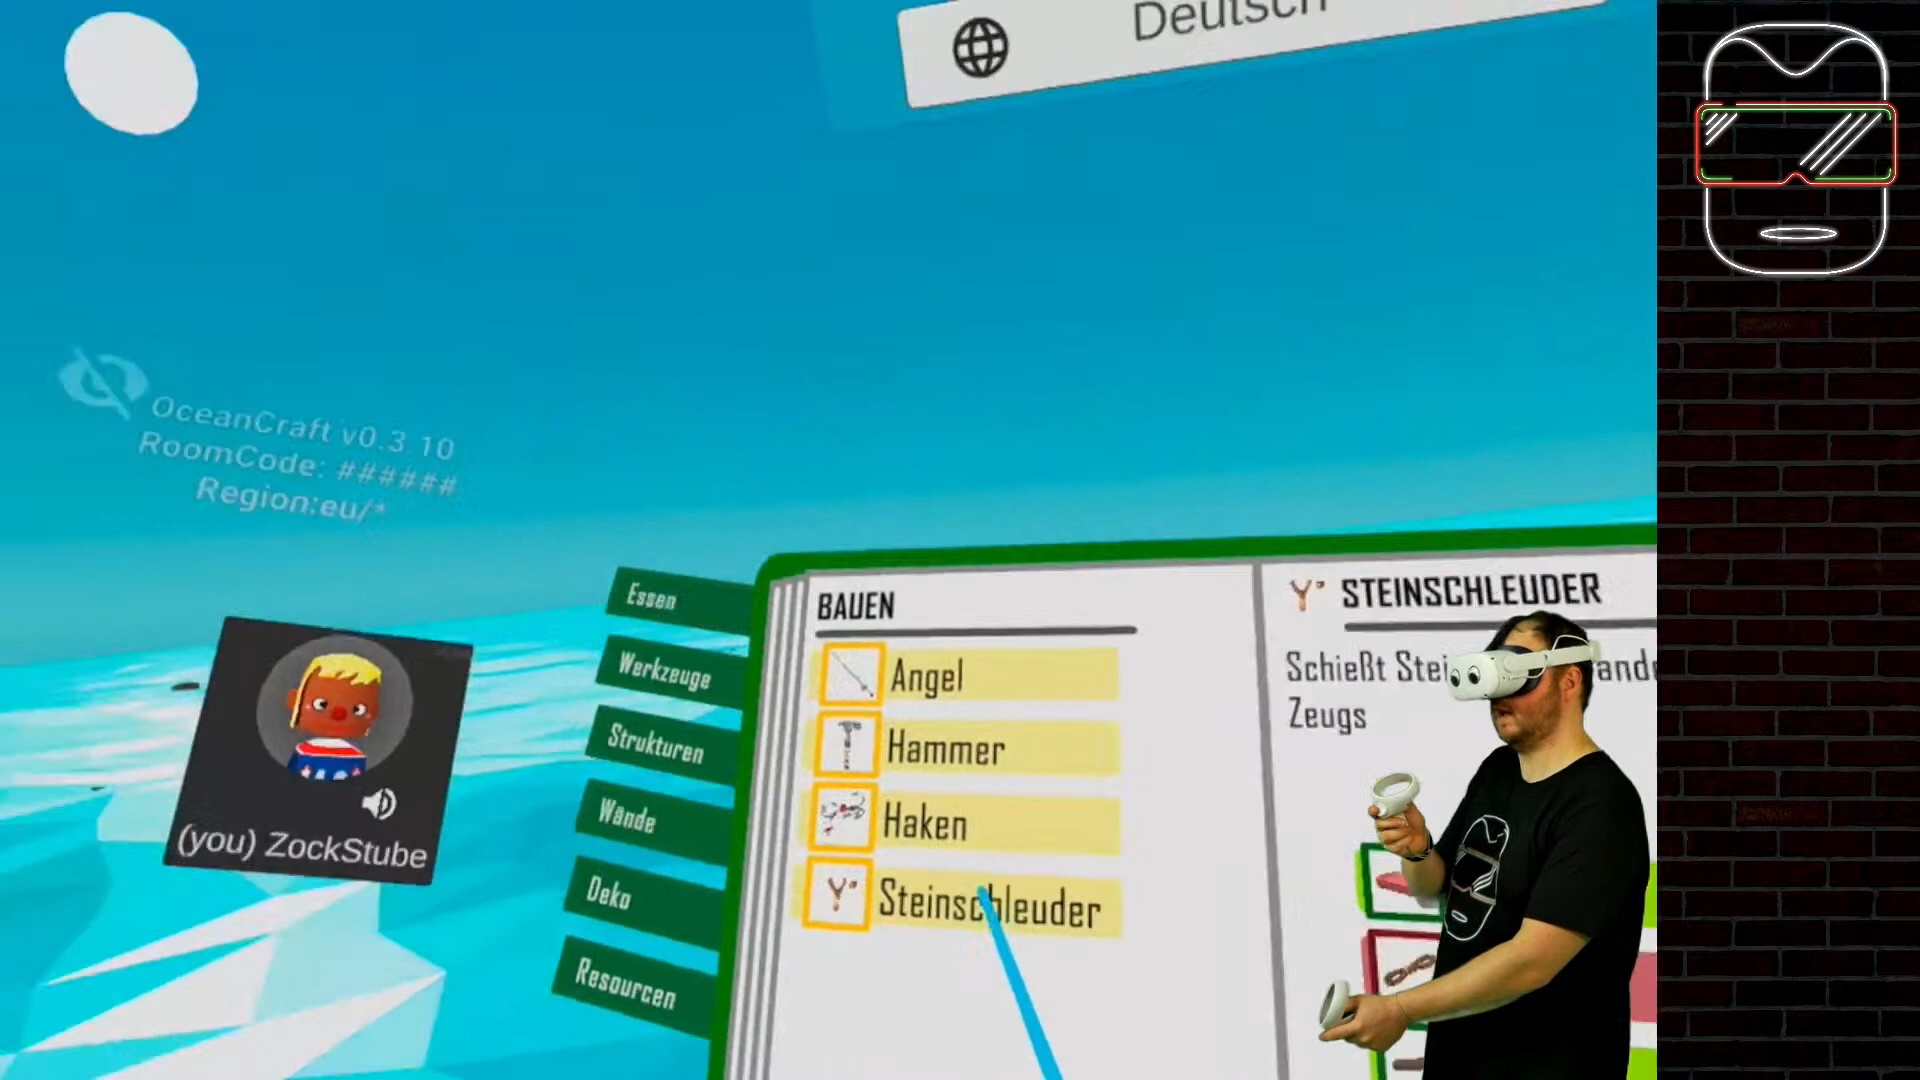 Deutsch
OceanCraft v0.3.10
RoomCode: ######
Region:eu/*
(you) ZockStube
Essen
Werkzeuge
Strukturen
Wände
Deko
Resourcen
BAUEN
Angel
Hammer
Haken
Steinschleuder
STEINSCHLEUDER
Schießt
Zeugs